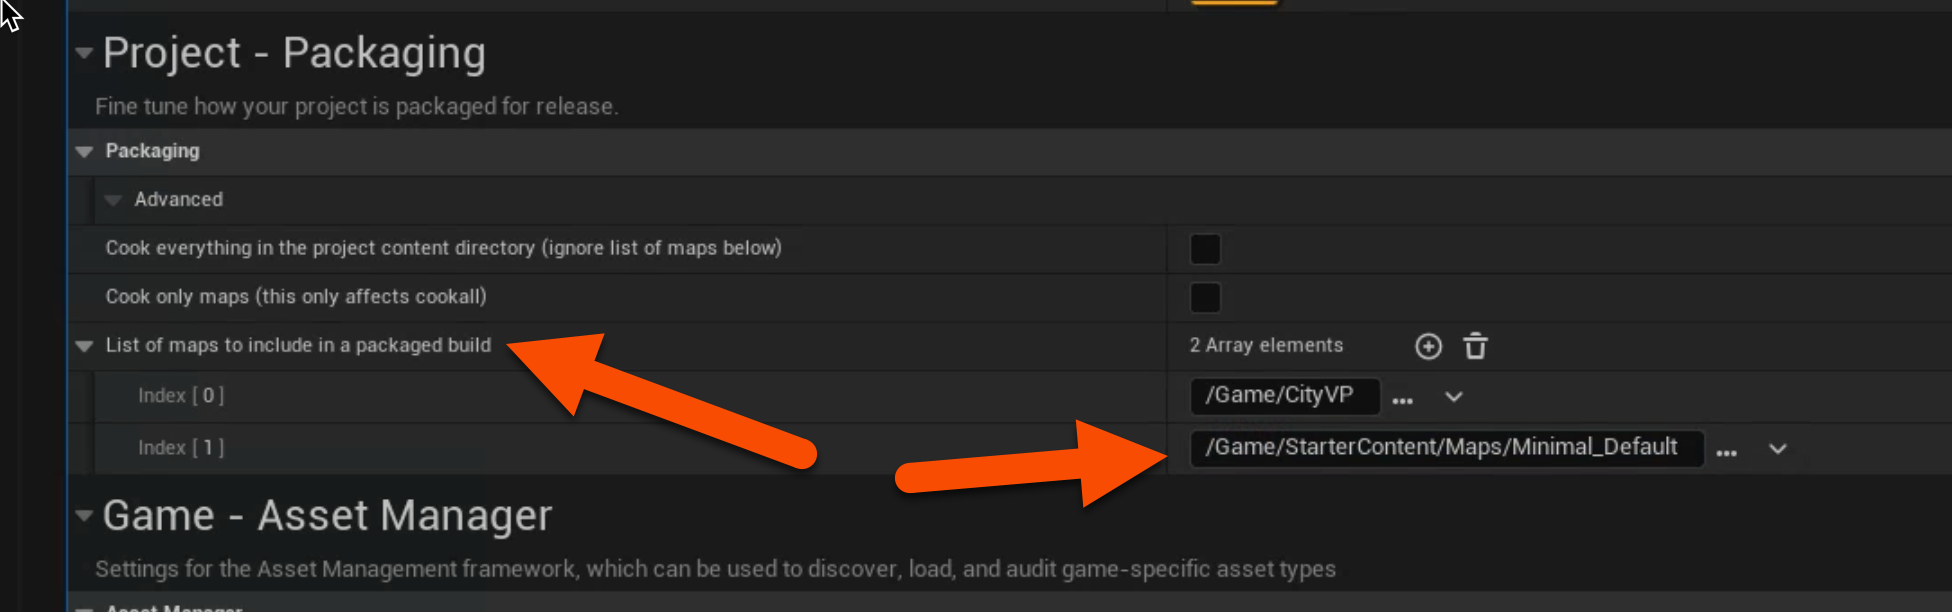 Project - Packaging
Fine tune how your project is packaged for release.
Packaging
Advanced
Cook everything in the project content directory (ignore list of maps below)
Cook only maps (this only affects cookall)
List of maps to include in a packaged build
2 Array elements
Index [ 0 ]
/Game/CityVP
Index [ 1 ]
/Game/StarterContent/Maps/Minimal_Default
Game - Asset Manager
Settings for the Asset Management framework, which can be used to discover, load, and audit game-specific asset types
Asset Manager